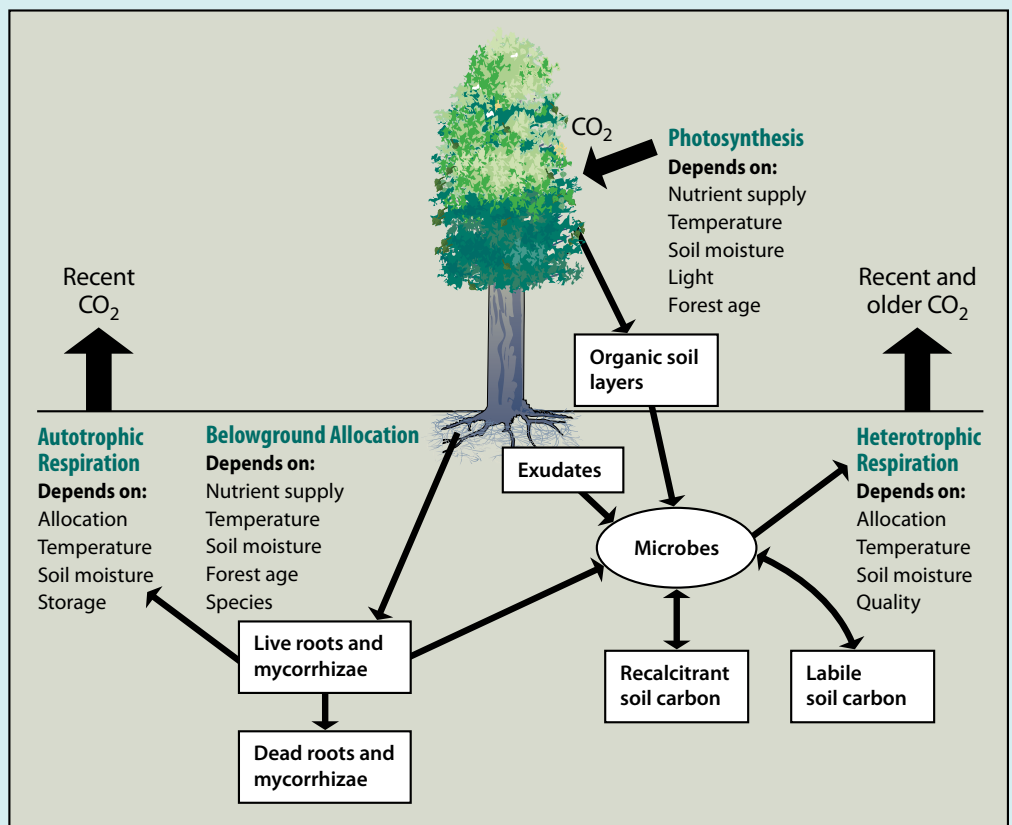 CO₂
Photosynthesis
Depends on:
Nutrient supply
Temperature
Soil moisture
Light
Forest age
Recent
CO₂
Recent and
older CO₂
Organic soil
layers
Autotrophic
Respiration
Depends on:
Allocation
Temperature
Soil moisture
Storage
Belowground Allocation
Depends on:
Nutrient supply
Temperature
Soil moisture
Forest age
Species
Exudates
Heterotrophic
Respiration
Depends on:
Allocation
Temperature
Soil moisture
Quality
Microbes
Live roots and
mycorrhizae
Recalcitrant
soil carbon
Labile
soil carbon
Dead roots and
mycorrhizae